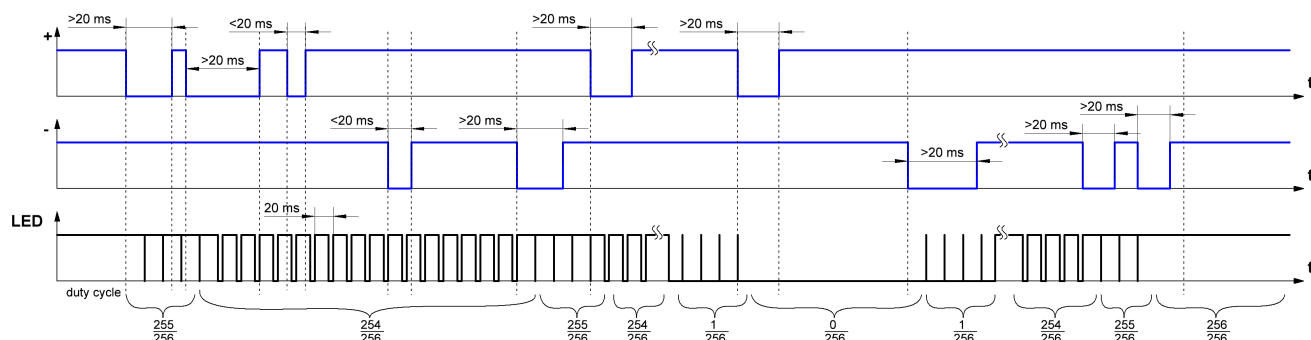 >20 ms <20 ms >20 ms >20 ms
+
>20 ms
t
- <20 ms >20 ms >20 ms >20 ms
>20 ms
t
LED 20 ms
t
duty cycle
255 254 255 254 1 0 1 254 255 256
256 256 256 256 256 256 256 256 256 256